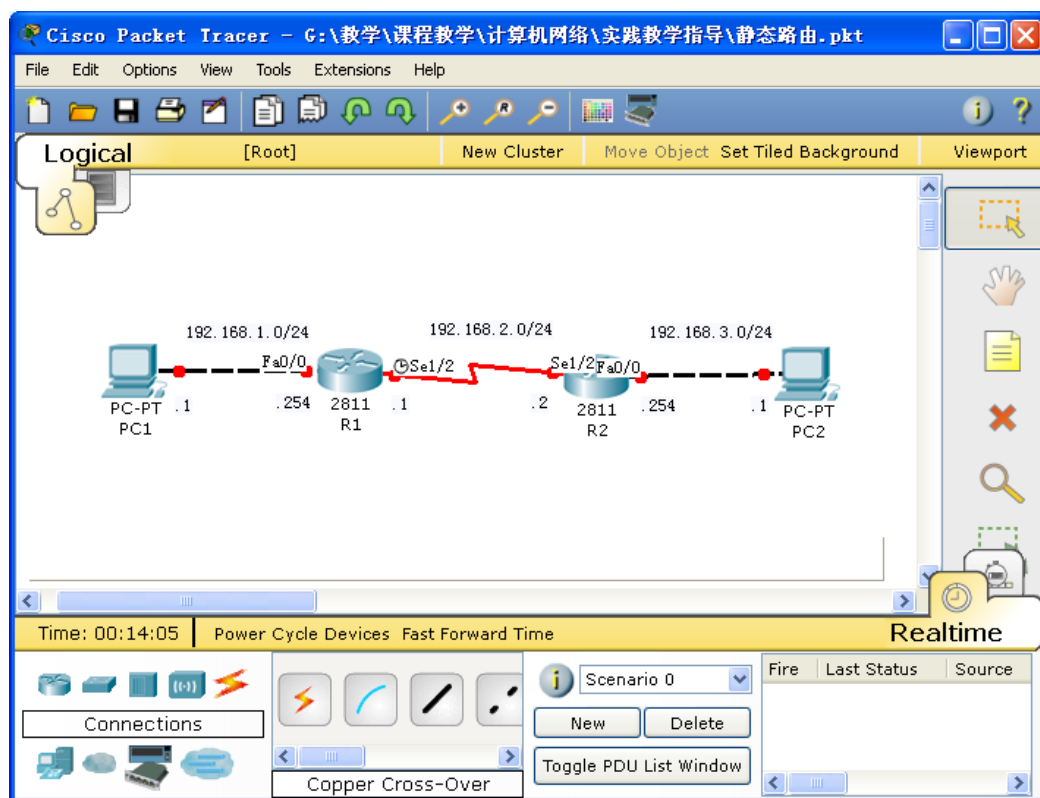 Cisco Packet Tracer - G:\教学\课程教学\计算机网络\实践教学指导\静态路由.pkt
File Edit Options View Tools Extensions Help
Logical [Root] New Cluster Move Object Set Tiled Background Viewport
192.168.1.0/24 192.168.2.0/24 192.168.3.0/24
Fa0/0 Se1/2 Se1/2 Fa0/0
PC-PT .1 .254 2811 .1 .2 2811 .254 .1 PC-PT
PC1 R1 R2 PC2
Time: 00:14:05 Power Cycle Devices Fast Forward Time Realtime
Connections
Copper Cross-Over
Scenario 0
New Delete
Toggle PDU List Window
Fire Last Status Source